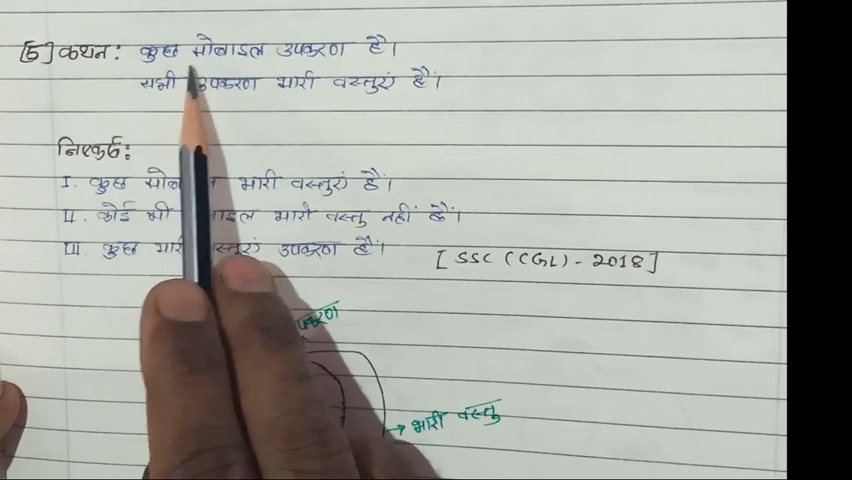 [5] कथन: कुछ मोबाइल उपकरण है।
सभी उपकरण भारी वस्तुएं हैं।
निष्कर्ष:
I. कुछ भारी वस्तुएं हैं।
II. कोई भी भारी वस्तु नहीं हैं।
III. कुछ उपकरण हैं।
[SSC (CGL) - 2018]
भारी वस्तु